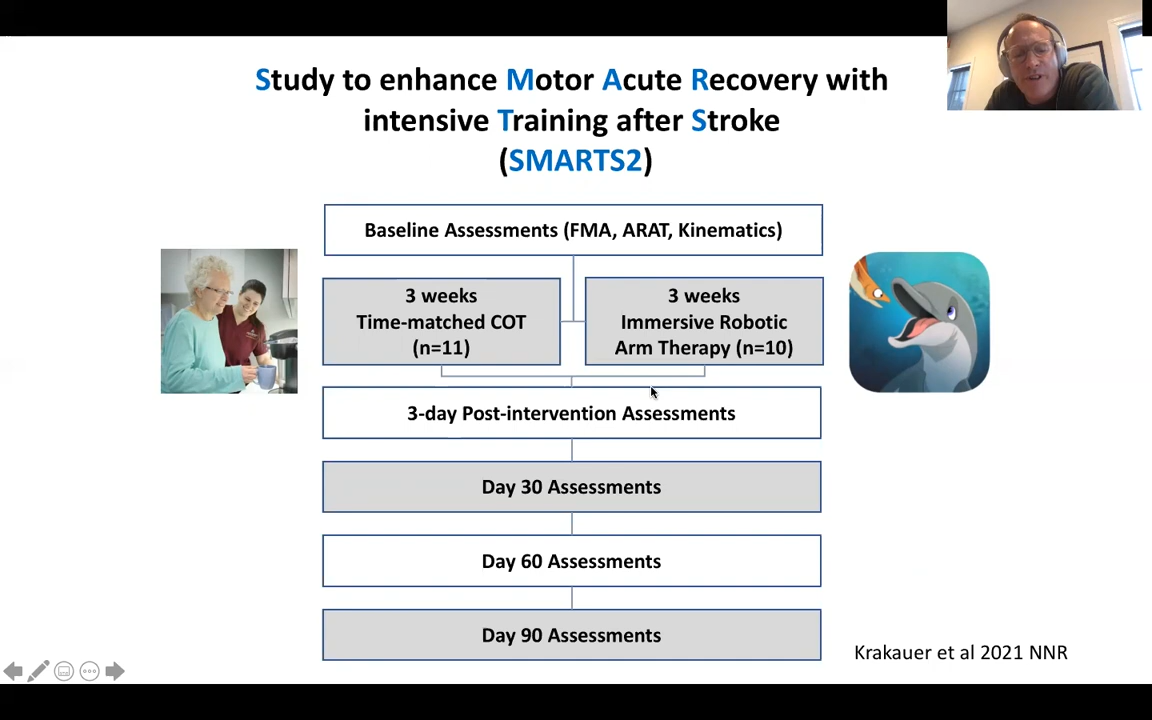 Study to enhance Motor Acute Recovery with
intensive Training after Stroke
(SMARTS2)
Baseline Assessments (FMA, ARAT, Kinematics)
3 weeks
Time-matched COT
(n=11)
3 weeks
Immersive Robotic
Arm Therapy (n=10)
3-day Post-intervention Assessments
Day 30 Assessments
Day 60 Assessments
Day 90 Assessments
Krakauer et al 2021 NNR